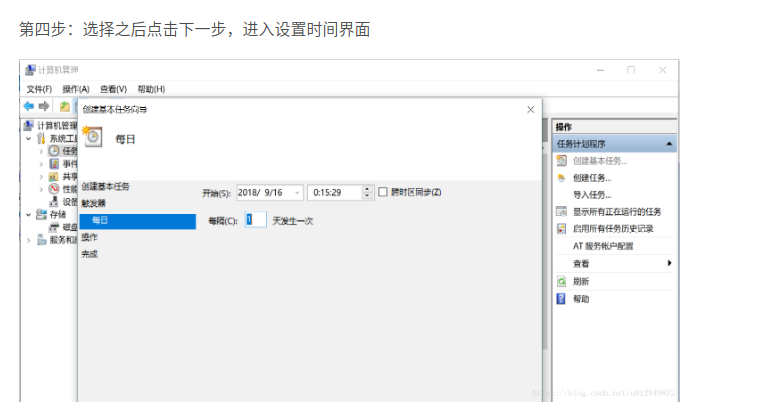 第四步：选择之后点击下一步，进入设置时间界面
计算机管理
文件(F) 操作(A) 查看(V) 帮助(H)
创建基本任务向导
每日
计算机管理
系统工具
任务
事件
共享
性能
设备
存储
磁盘
服务和应
创建基本任务
触发器
每日
操作
完成
开始(S): 2018/ 9/16 0:15:29 跨时区同步(Z)
每隔(C): 1 天发生一次
操作
任务计划程序
创建基本任务...
创建任务...
导入任务...
显示所有正在运行的任务
启用所有任务历史记录
AT 服务帐户配置
查看
刷新
帮助